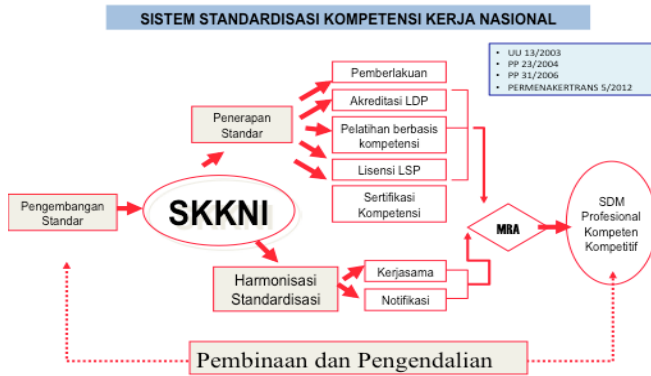 SISTEM STANDARDISASI KOMPETENSI KERJA NASIONAL
• UU 13/2003
• PP 23/2004
• PP 31/2006
• PERMENAKERTRANS 5/2012
Pemberlakuan
Akreditasi LDP
Penerapan
Standar
Pelatihan berbasis
kompetensi
Lisensi LSP
Sertifikasi
Kompetensi
Pengembangan
Standar
SKKNI
MRA
SDM
Profesional
Kompeten
Kompetitif
Harmonisasi
Standardisasi
Kerjasama
Notifikasi
Pembinaan dan Pengendalian